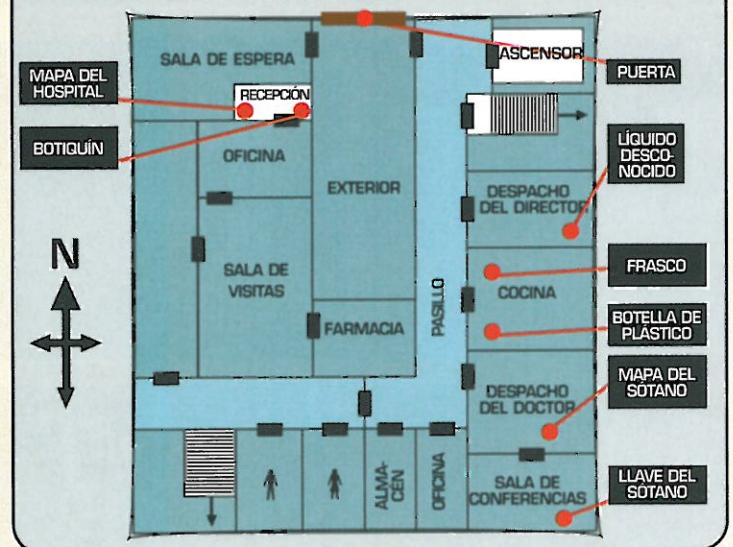 SALA DE ESPERA
ASCENSOR
MAPA DEL
HOSPITAL
PUERTA
RECEPCIÓN
BOTIQUÍN
OFICINA
LÍQUIDO
DESCO-
NOCIDO
EXTERIOR
DESPACHO
DEL DIRECTOR
N
SALA DE
VISITAS
FRASCO
COCINA
PASILLO
FARMACIA
BOTELLA DE
PLÁSTICO
MAPA DEL
SÓTANO
DESPACHO
DEL DOCTOR
ALMA-
CÉN
OFICINA
SALA DE
CONFERENCIAS
LLAVE DEL
SÓTANO